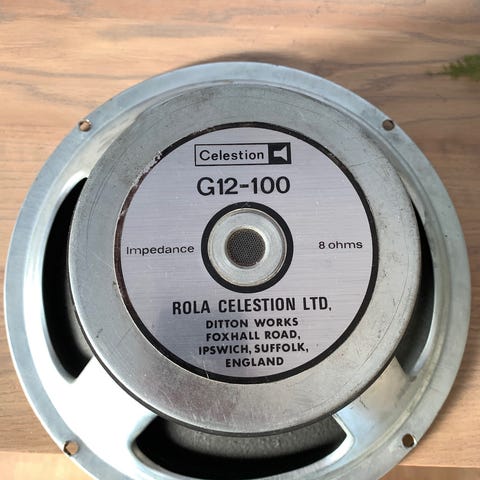 Celestion
G12-100
Impedance 8 ohms
ROLA CELESTION LTD,
DITTON WORKS
FOXHALL ROAD,
IPSWICH, SUFFOLK,
ENGLAND